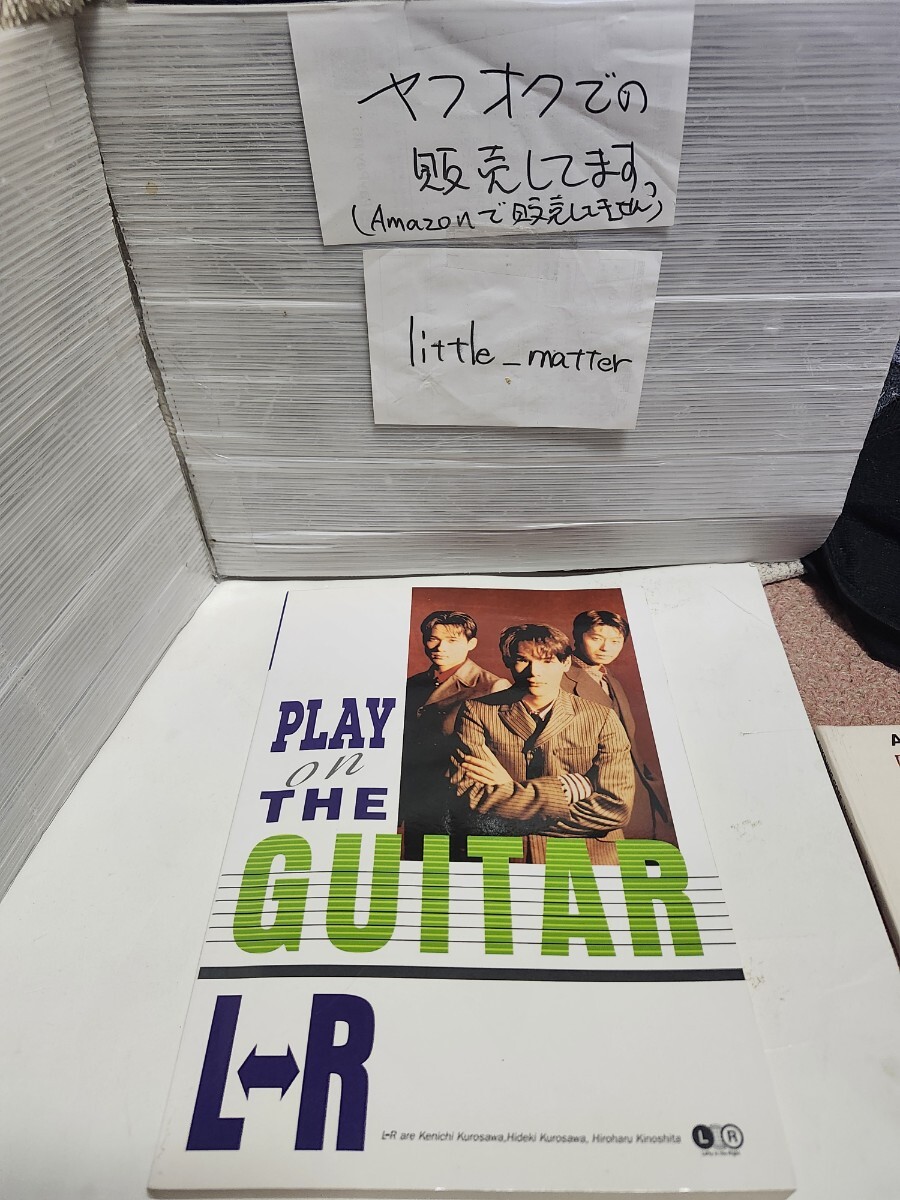 ヤフオクでの
販売してます。
(Amazonで販売してません)
little_matter
PLAY
on
THE
GUITAR
L↔R
L↔R are Kenichi Kurosawa, Hideki Kurosawa, Hiroharu Kinoshita
L R
A